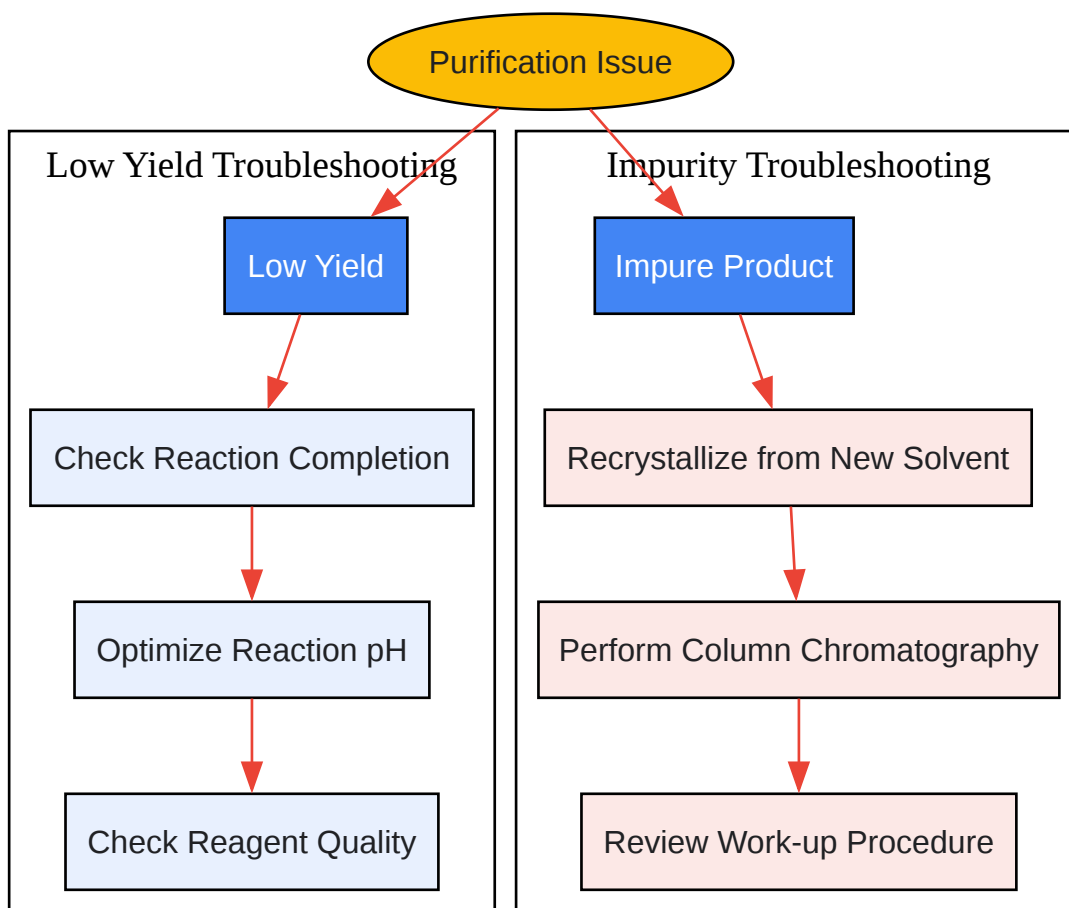 Purification Issue
Low Yield Troubleshooting
Low Yield
Check Reaction Completion
Optimize Reaction pH
Check Reagent Quality
Impurity Troubleshooting
Impure Product
Recrystallize from New Solvent
Perform Column Chromatography
Review Work-up Procedure